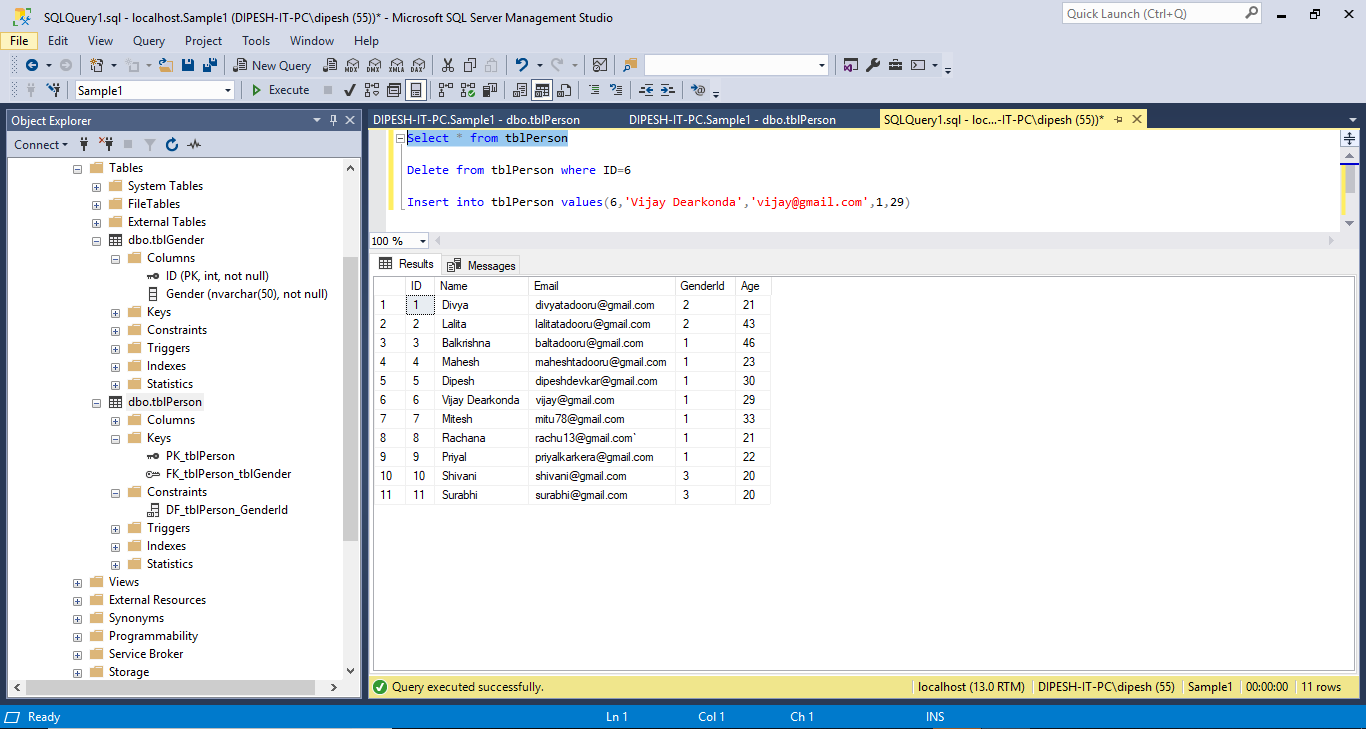 SQLQuery1.sql - localhost.Sample1 (DIPESH-IT-PC\dipesh (55))* - Microsoft SQL Server Management Studio
Quick Launch (Ctrl+Q)
File Edit View Query Project Tools Window Help
New Query MDX DMX XMLA DAX
Sample1 Execute
Object Explorer
Connect
Tables
System Tables
FileTables
External Tables
dbo.tblGender
Columns
ID (PK, int, not null)
Gender (nvarchar(50), not null)
Keys
Constraints
Triggers
Indexes
Statistics
dbo.tblPerson
Columns
Keys
PK_tblPerson
FK_tblPerson_tblGender
Constraints
DF_tblPerson_GenderId
Triggers
Indexes
Statistics
Views
External Resources
Synonyms
Programmability
Service Broker
Storage
DIPESH-IT-PC.Sample1 - dbo.tblPerson DIPESH-IT-PC.Sample1 - dbo.tblPerson SQLQuery1.sql - loc...-IT-PC\dipesh (55))*
Select * from tblPerson
Delete from tblPerson where ID=6
Insert into tblPerson values(6,'Vijay Dearkonda','vijay@gmail.com',1,29)
100 %
Results Messages
ID Name Email GenderId Age
1 1 Divya divyatadooru@gmail.com 2 21
2 2 Lalita lalitatadooru@gmail.com 2 43
3 3 Balkrishna baltadooru@gmail.com 1 46
4 4 Mahesh maheshtadooru@gmail.com 1 23
5 5 Dipesh dipeshdevkar@gmail.com 1 30
6 6 Vijay Dearkonda vijay@gmail.com 1 29
7 7 Mitesh mitu78@gmail.com 1 33
8 8 Rachana rachu13@gmail.com` 1 21
9 9 Priyal priyalkarkera@gmail.com 1 22
10 10 Shivani shivani@gmail.com 3 20
11 11 Surabhi surabhi@gmail.com 3 20
Query executed successfully. localhost (13.0 RTM) DIPESH-IT-PC\dipesh (55) Sample1 00:00:00 11 rows
Ready Ln 1 Col 1 Ch 1 INS